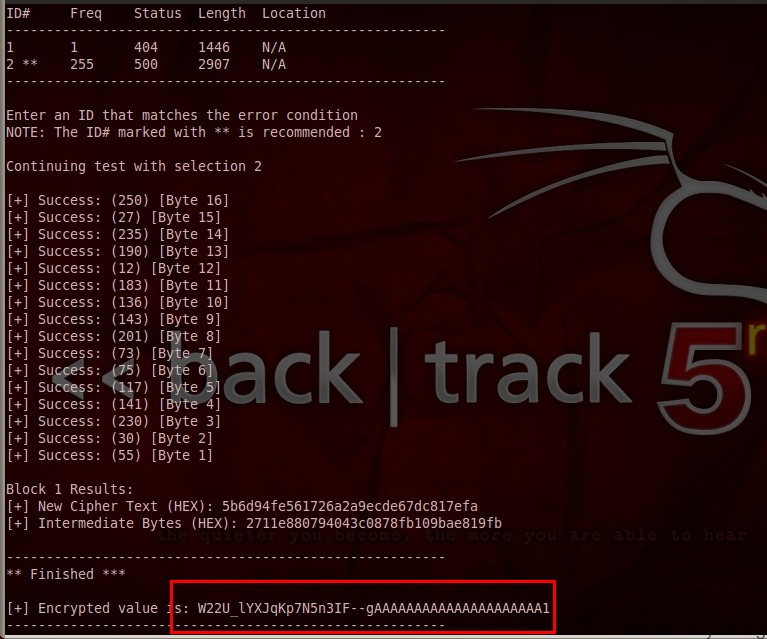 ID#     Freq    Status  Length  Location
-------------------------------------------------------
1       1       404     1446    N/A
2 **    255     500     2907    N/A
-------------------------------------------------------
Enter an ID that matches the error condition
NOTE: The ID# marked with ** is recommended : 2
Continuing test with selection 2
[+] Success: (250) [Byte 16]
[+] Success: (27) [Byte 15]
[+] Success: (235) [Byte 14]
[+] Success: (190) [Byte 13]
[+] Success: (12) [Byte 12]
[+] Success: (183) [Byte 11]
[+] Success: (136) [Byte 10]
[+] Success: (143) [Byte 9]
[+] Success: (201) [Byte 8]
[+] Success: (73) [Byte 7]
[+] Success: (75) [Byte 6]
[+] Success: (117) [Byte 5]
[+] Success: (141) [Byte 4]
[+] Success: (230) [Byte 3]
[+] Success: (30) [Byte 2]
[+] Success: (55) [Byte 1]
<< back|track 5 r
Block 1 Results:
[+] New Cipher Text (HEX): 5b6d94fe561726a2a9ecde67dc817efa
[+] Intermediate Bytes (HEX): 2711e880794043c0878fb109bae819fb
the quieter you become, the more you are able to hear
-------------------------------------------------------
** Finished ***
[+] Encrypted value is: W22U_lYXJqKp7N5n3IF--gAAAAAAAAAAAAAAAAAAAAAA1
-------------------------------------------------------